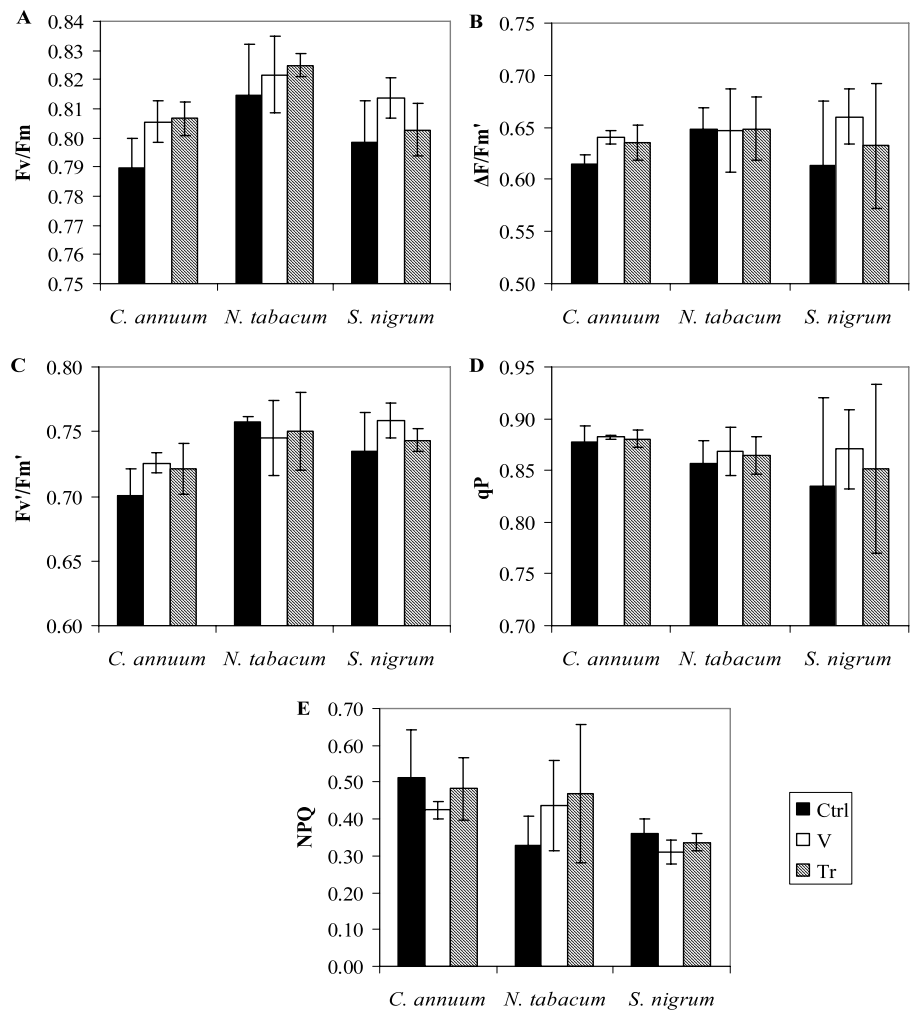 A
0.84
0.83
0.82
0.81
0.80
0.79
0.78
0.77
0.76
0.75
Fv/Fm
C. annuum N. tabacum S. nigrum
B
0.75
0.70
0.65
0.60
0.55
0.50
ΔF/Fm'
C. annuum N. tabacum S. nigrum
C
0.80
0.75
0.70
0.65
0.60
Fv'/Fm'
C. annuum N. tabacum S. nigrum
D
0.95
0.90
0.85
0.80
0.75
0.70
qP
C. annuum N. tabacum S. nigrum
E
0.70
0.60
0.50
0.40
0.30
0.20
0.10
0.00
NPQ
C. annuum N. tabacum S. nigrum
Ctrl
V
Tr